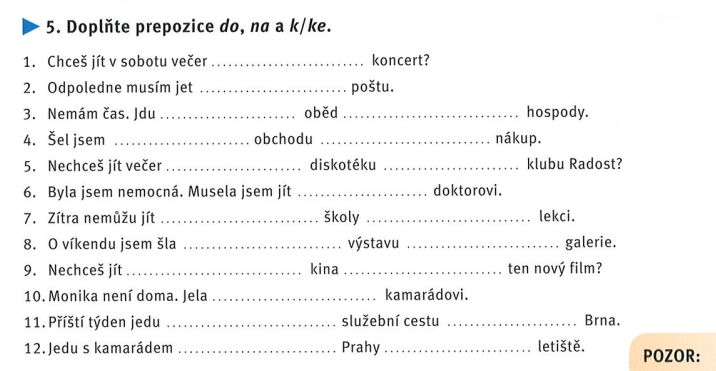 5. Doplňte prepozice do, na a k/ke.
1. Chceš jít v sobotu večer .......................... koncert?
2. Odpoledne musím jet ......................... poštu.
3. Nemám čas. Jdu ....................... oběd .............................. hospody.
4. Šel jsem ....................... obchodu ............................. nákup.
5. Nechceš jít večer ....................... diskotéku ....................... klubu Radost?
6. Byla jsem nemocná. Musela jsem jít ...................... doktorovi.
7. Zítra nemůžu jít ........................... školy ............................ lekci.
8. O víkendu jsem šla ........................... výstavu .......................... galerie.
9. Nechceš jít .............................. kina ........................... ten nový film?
10. Monika není doma. Jela ............................ kamarádovi.
11. Příští týden jedu ............................. služební cestu ...................... Brna.
12. Jedu s kamarádem ........................... Prahy ......................... letiště.
POZOR: